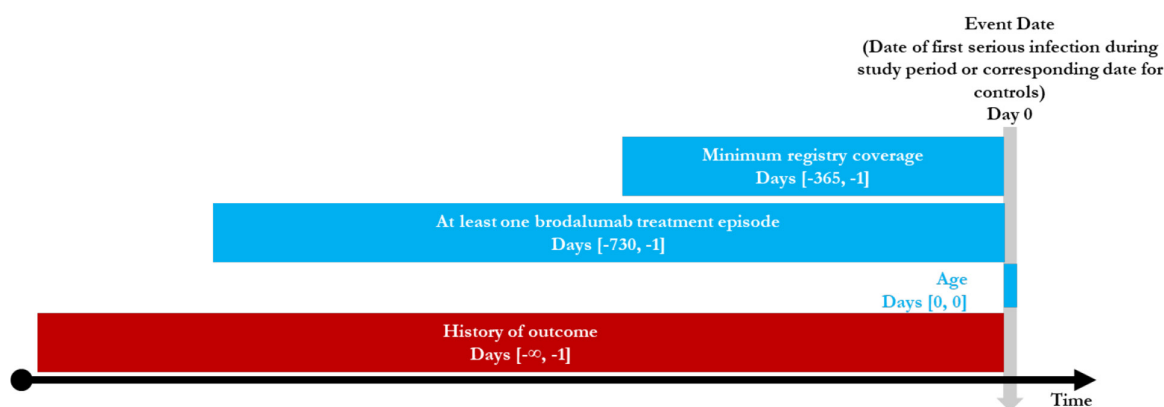 Event Date
(Date of first serious infection during
study period or corresponding date for
controls)
Day 0
Minimum registry coverage
Days [-365, -1]
At least one brodalumab treatment episode
Days [-730, -1]
Age
Days [0, 0]
History of outcome
Days [-∞, -1]
Time